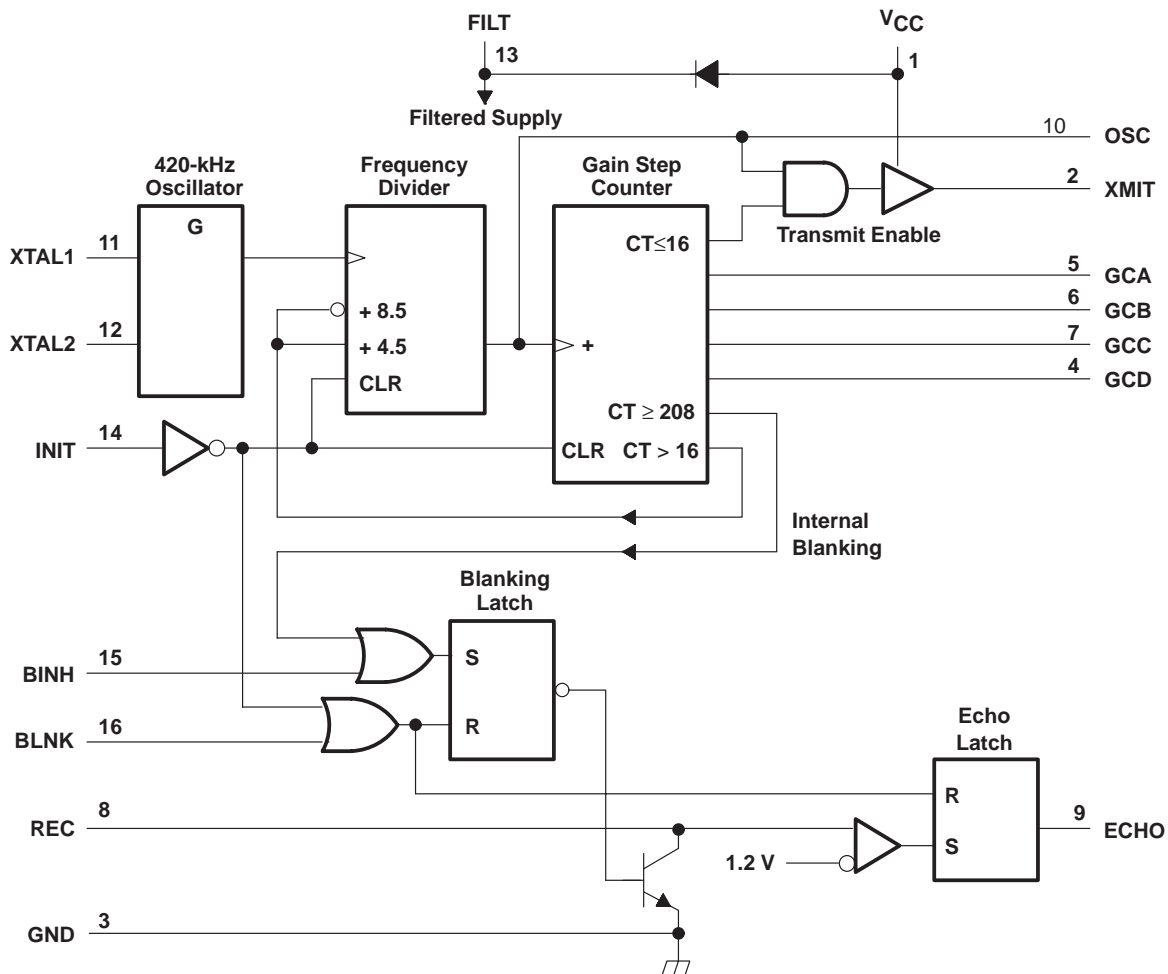 FILT
VCC
13
1
Filtered Supply
10
OSC
420-kHz
Oscillator
Frequency
Divider
Gain Step
Counter
2
XMIT
G
Transmit Enable
CT≤16
XTAL1
11
5
GCA
+ 8.5
6
GCB
XTAL2
12
+ 4.5
+
7
GCC
CLR
4
GCD
CT ≥ 208
INIT
14
CLR
CT > 16
Internal
Blanking
Blanking
Latch
S
BINH
15
R
BLNK
16
Echo
Latch
R
REC
8
9
ECHO
S
1.2 V
GND
3